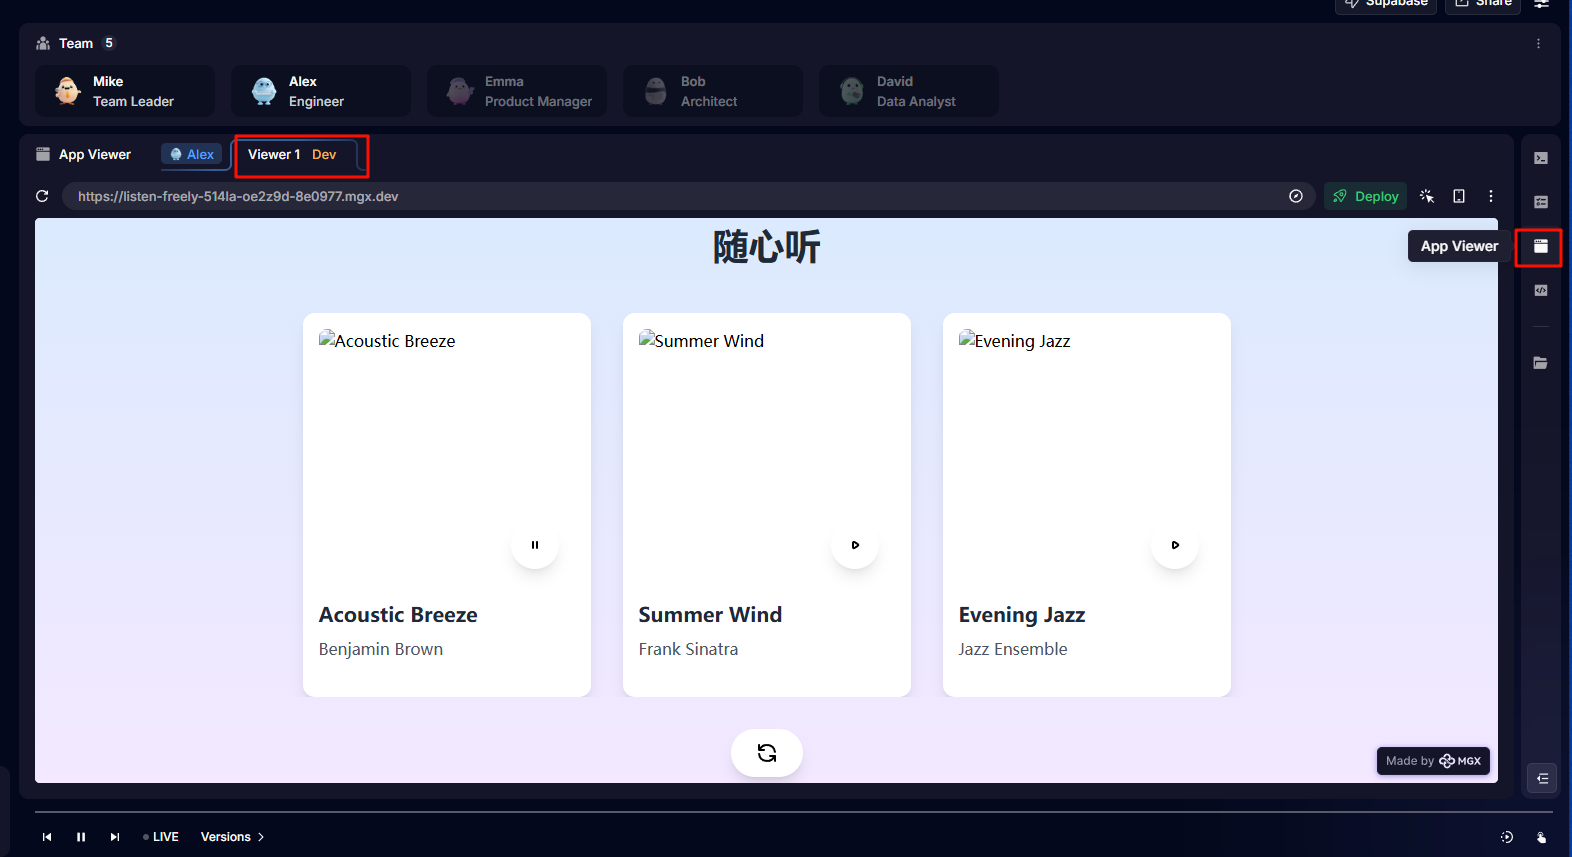 Supabase
Share
Team 5
Mike
Team Leader
Alex
Engineer
Emma
Product Manager
Bob
Architect
David
Data Analyst
App Viewer
Alex
Viewer 1 Dev
https://listen-freely-514la-oe2z9d-8e0977.mgx.dev
Deploy
App Viewer
随心听
Acoustic Breeze
Summer Wind
Evening Jazz
Acoustic Breeze
Benjamin Brown
Summer Wind
Frank Sinatra
Evening Jazz
Jazz Ensemble
Made by MGX
LIVE
Versions